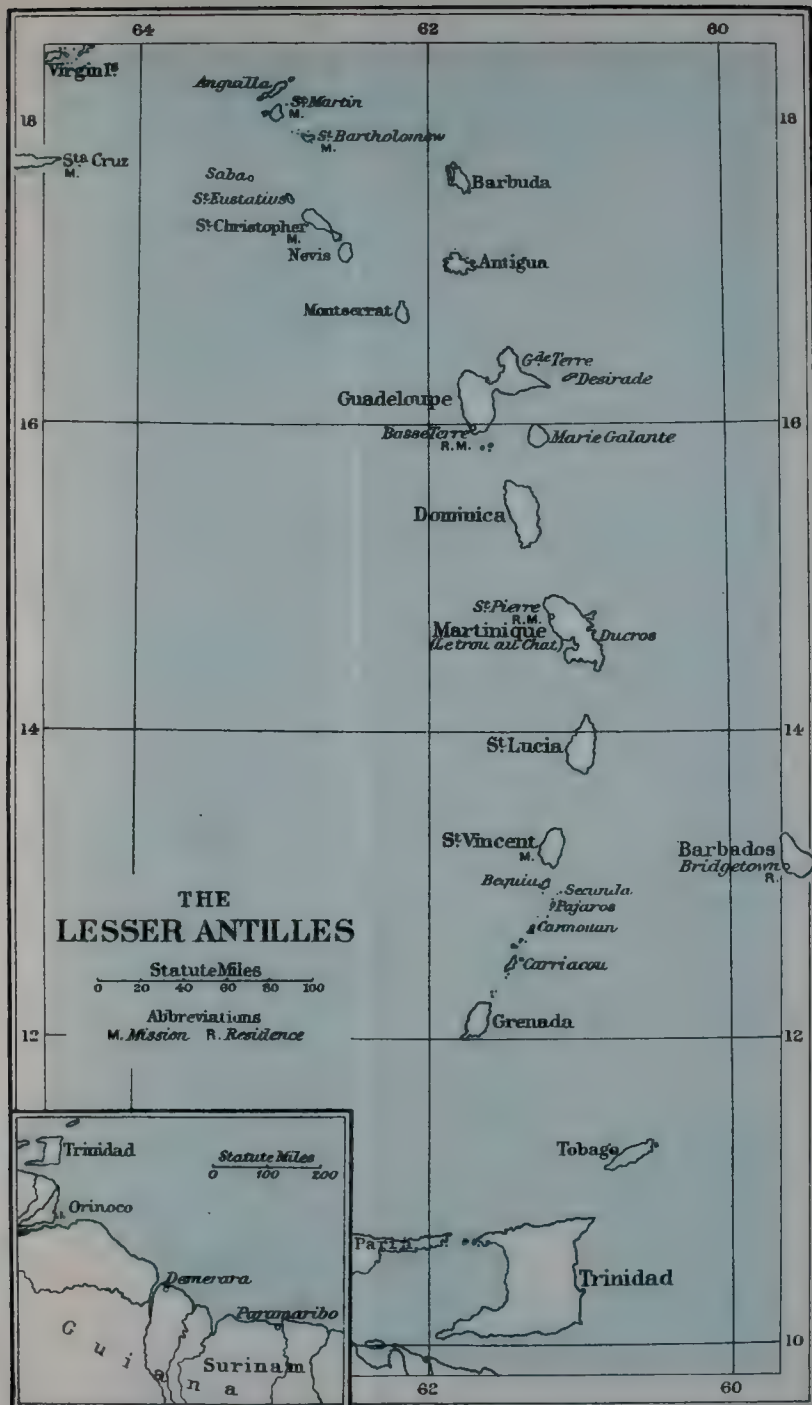 64 62 60
Virgin Is.
Anguilla
St. Martin
M.
18 18
St. Bartholomew
M.
Sta. Cruz
M.
Saba
Barbuda
St. Eustatius
St. Christopher
M.
Nevis
Antigua
Montserrat
Gde. Terre
Desirade
Guadeloupe
16 16
Basse Terre
R.M.
Marie Galante
Dominica
St. Pierre
R.M.
Martinique
Ducros
(Le trou au Chat)
14 14
St. Lucia
St. Vincent
M.
Barbados
Bridgetown
R.
Bequia
Secunla
Pajaros
Cannouan
Carriacou
Grenada
THE
LESSER ANTILLES
Statute Miles
0 20 40 60 80 100
Abbreviations
M. Mission R. Residence
12 12
Tobago
Trinidad
Statute Miles
0 100 200
Orinoco
Demerara
Paramaribo
Guiana
Surinam
Paria
Trinidad
10
62 60